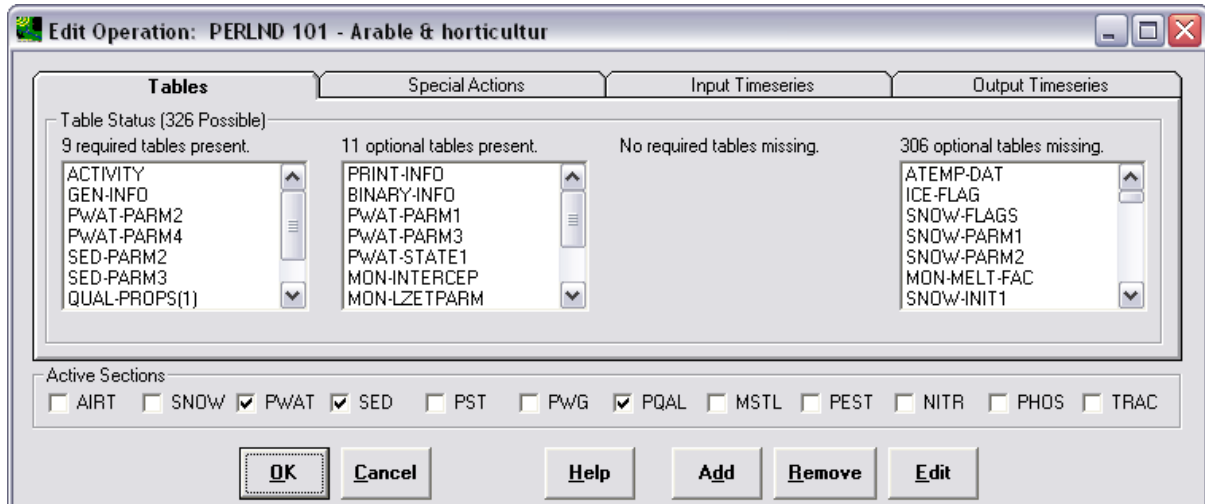 Edit Operation: PERLND 101 - Arable & horticultur
Tables Special Actions Input Timeseries Output Timeseries
Table Status (326 Possible)
9 required tables present. 11 optional tables present. No required tables missing. 306 optional tables missing.
ACTIVITY PRINT-INFO ATEMP-DAT
GEN-INFO BINARY-INFO ICE-FLAG
PWAT-PARM2 PWAT-PARM1 SNOW-FLAGS
PWAT-PARM4 PWAT-PARM3 SNOW-PARM1
SED-PARM2 PWAT-STATE1 SNOW-PARM2
SED-PARM3 MON-INTERCEP MON-MELT-FAC
QUAL-PROPS(1) MON-LZETPARM SNOW-INIT1
Active Sections
AIRT SNOW PWAT SED PST PWG PQAL MSTL PEST NITR PHOS TRAC
OK Cancel Help Add Remove Edit